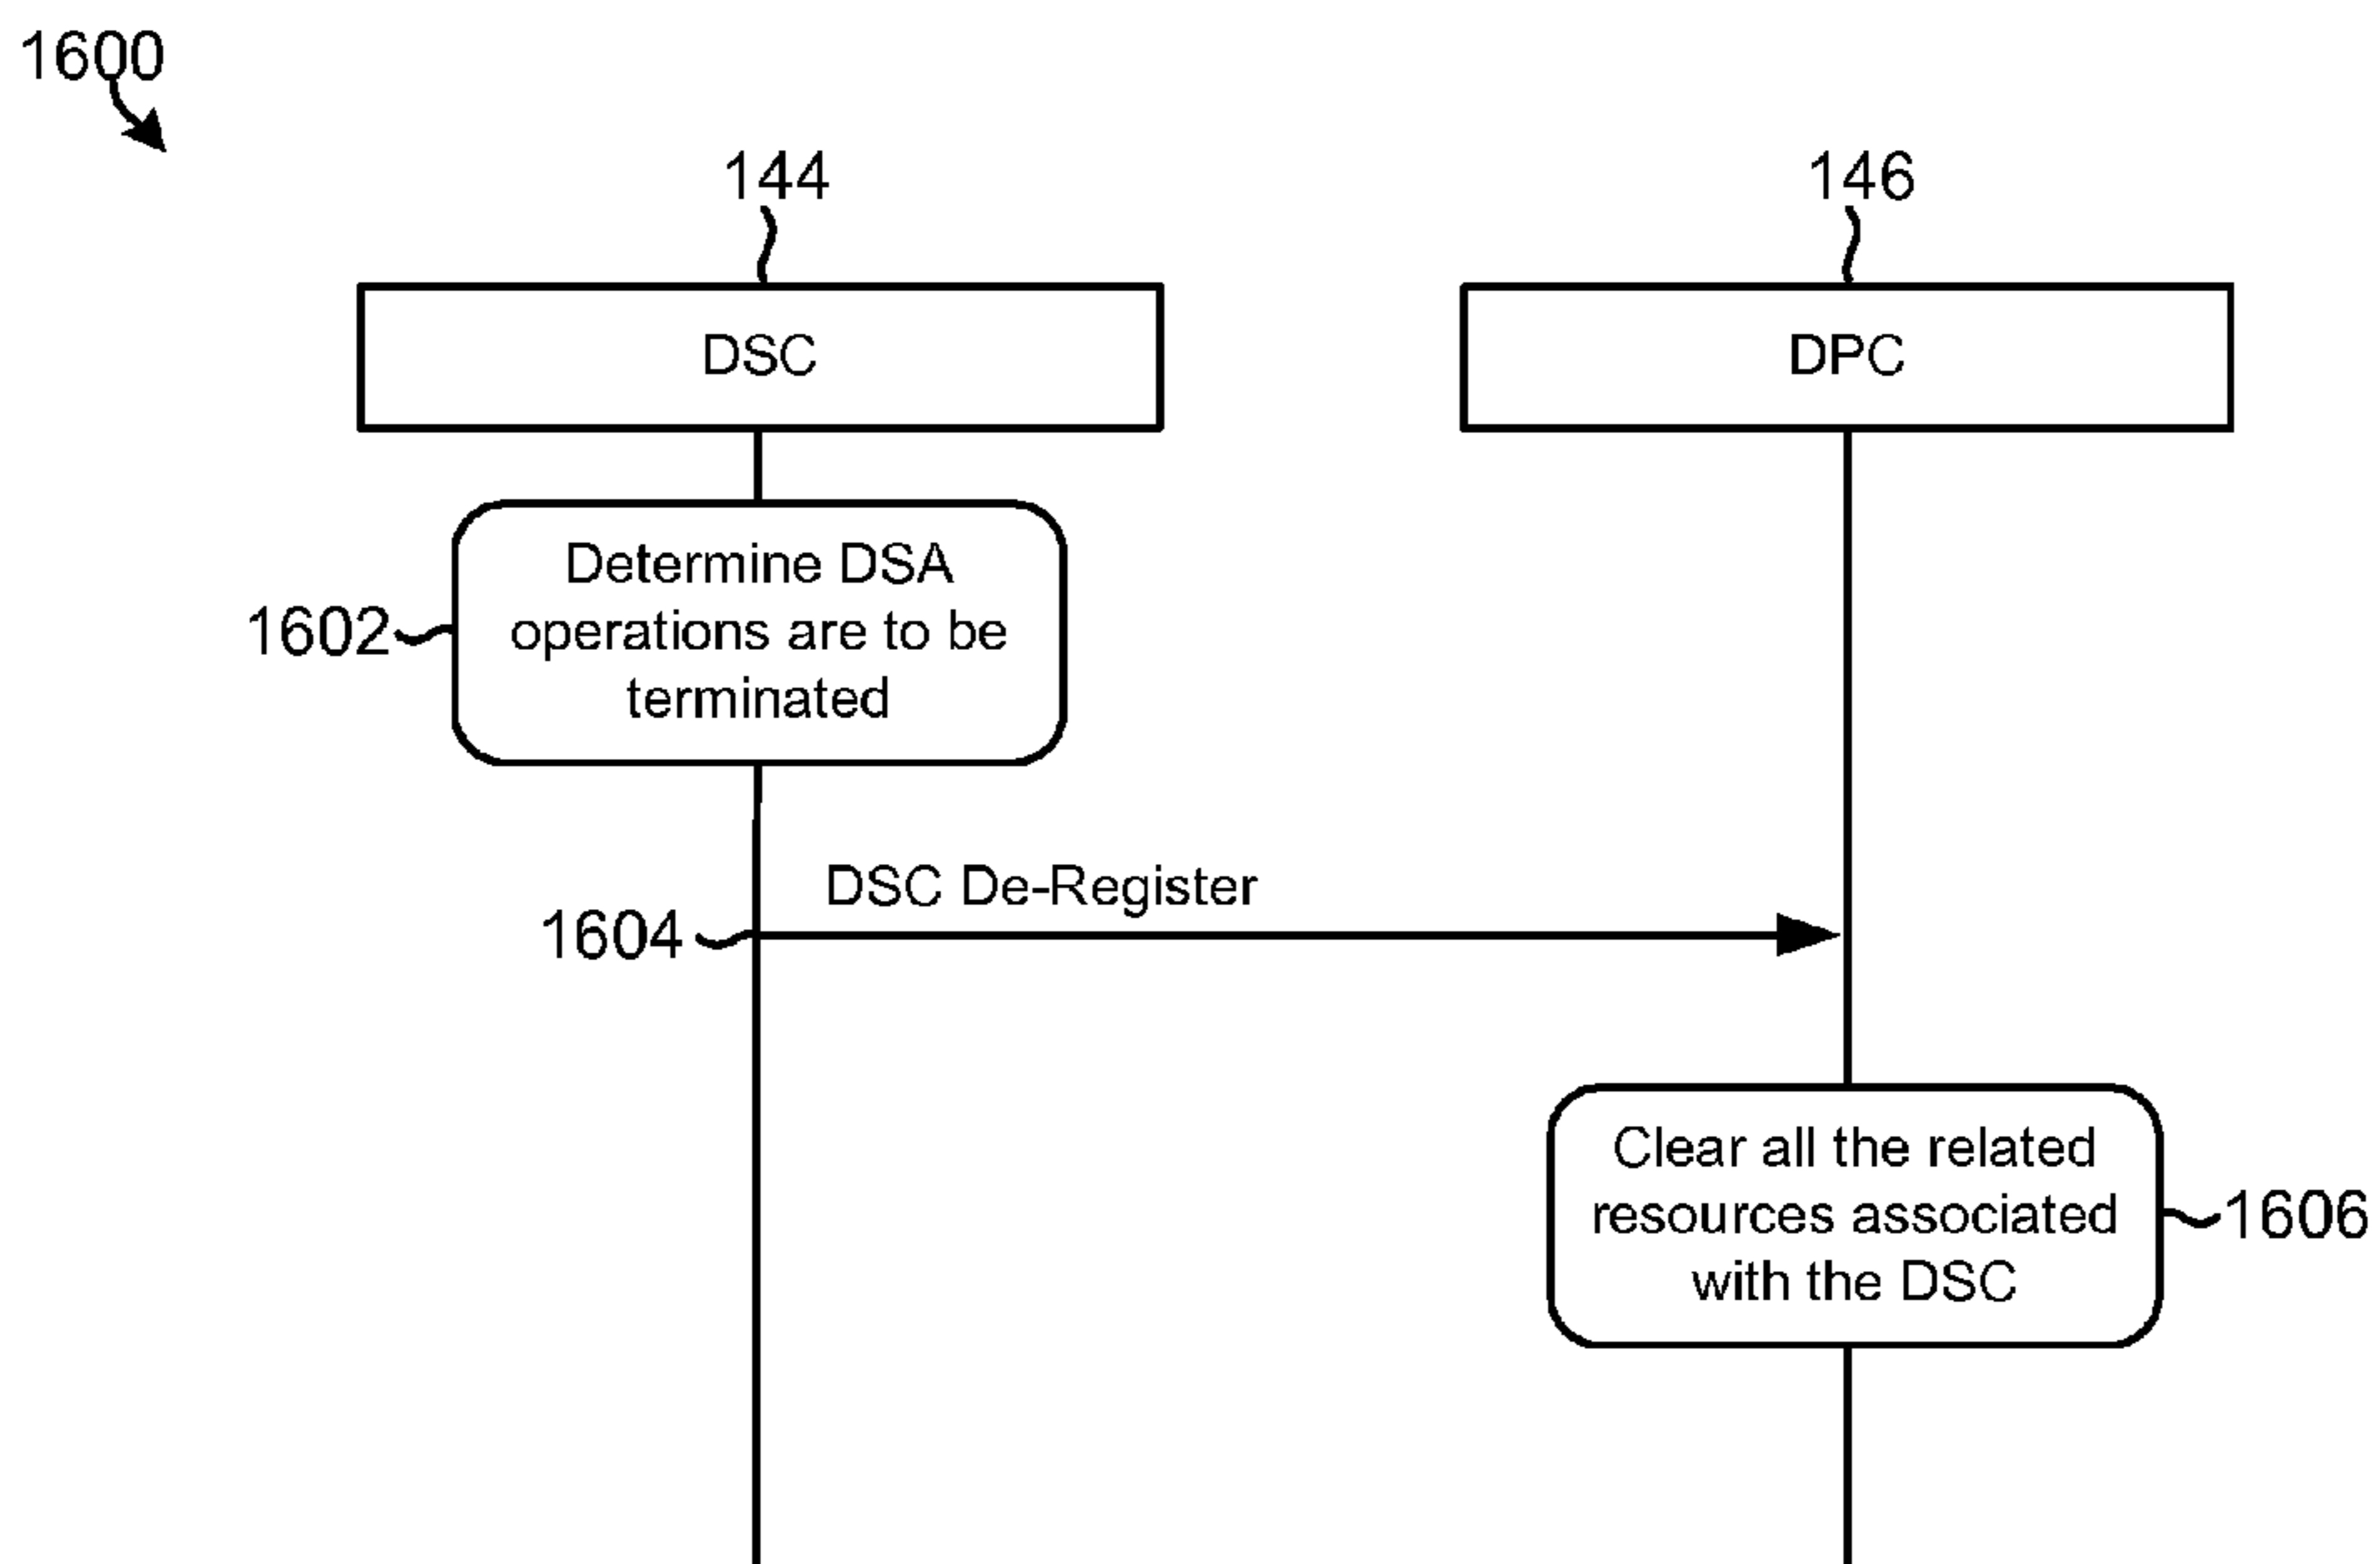 1600
144
146
DSC
DPC
Determine DSA
operations are to be
terminated
1602
DSC De-Register
1604
Clear all the related
resources associated
with the DSC
1606